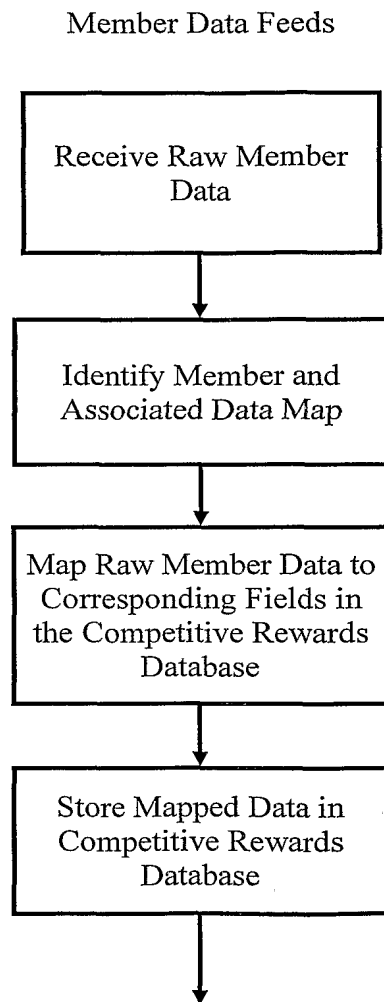 Member Data Feeds
Receive Raw Member
Data
Identify Member and
Associated Data Map
Map Raw Member Data to
Corresponding Fields in
the Competitive Rewards
Database
Store Mapped Data in
Competitive Rewards
Database